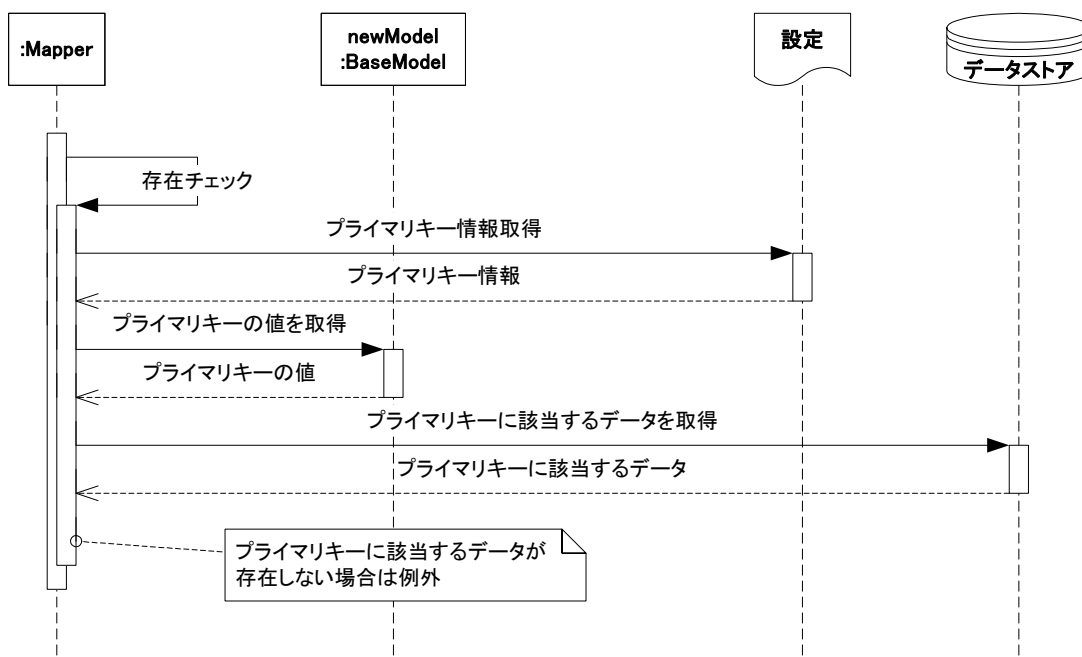 :Mapper
newModel
:BaseModel
設定
データストア
存在チェック
プライマリキー情報取得
プライマリキー情報
プライマリキーの値を取得
プライマリキーの値
プライマリキーに該当するデータを取得
プライマリキーに該当するデータ
プライマリキーに該当するデータが
存在しない場合は例外